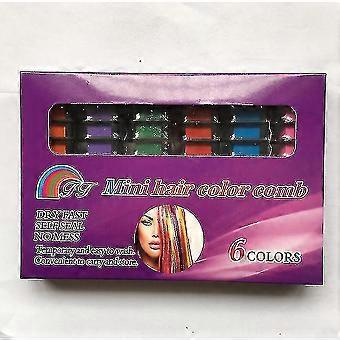 Mini hair color comb
DRY FAST
SELF SEAL
NO MESS
Temporary and easy to wash.
Convenient to carry and store.
6 COLORS